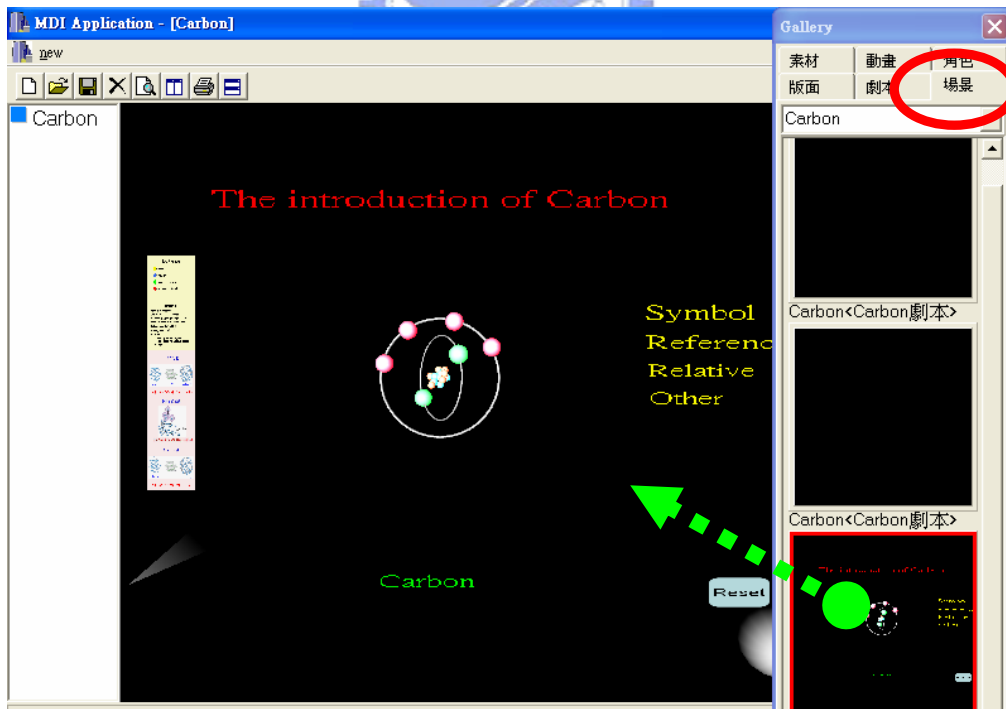 MDI Application - [Carbon]
new
Carbon
The introduction of Carbon
Symbol
Referenc
Relative
Other
Carbon
Reset
Gallery
素材 動畫 角色
版面 劇本 場景
Carbon
Carbon<Carbon劇本>
Carbon<Carbon劇本>